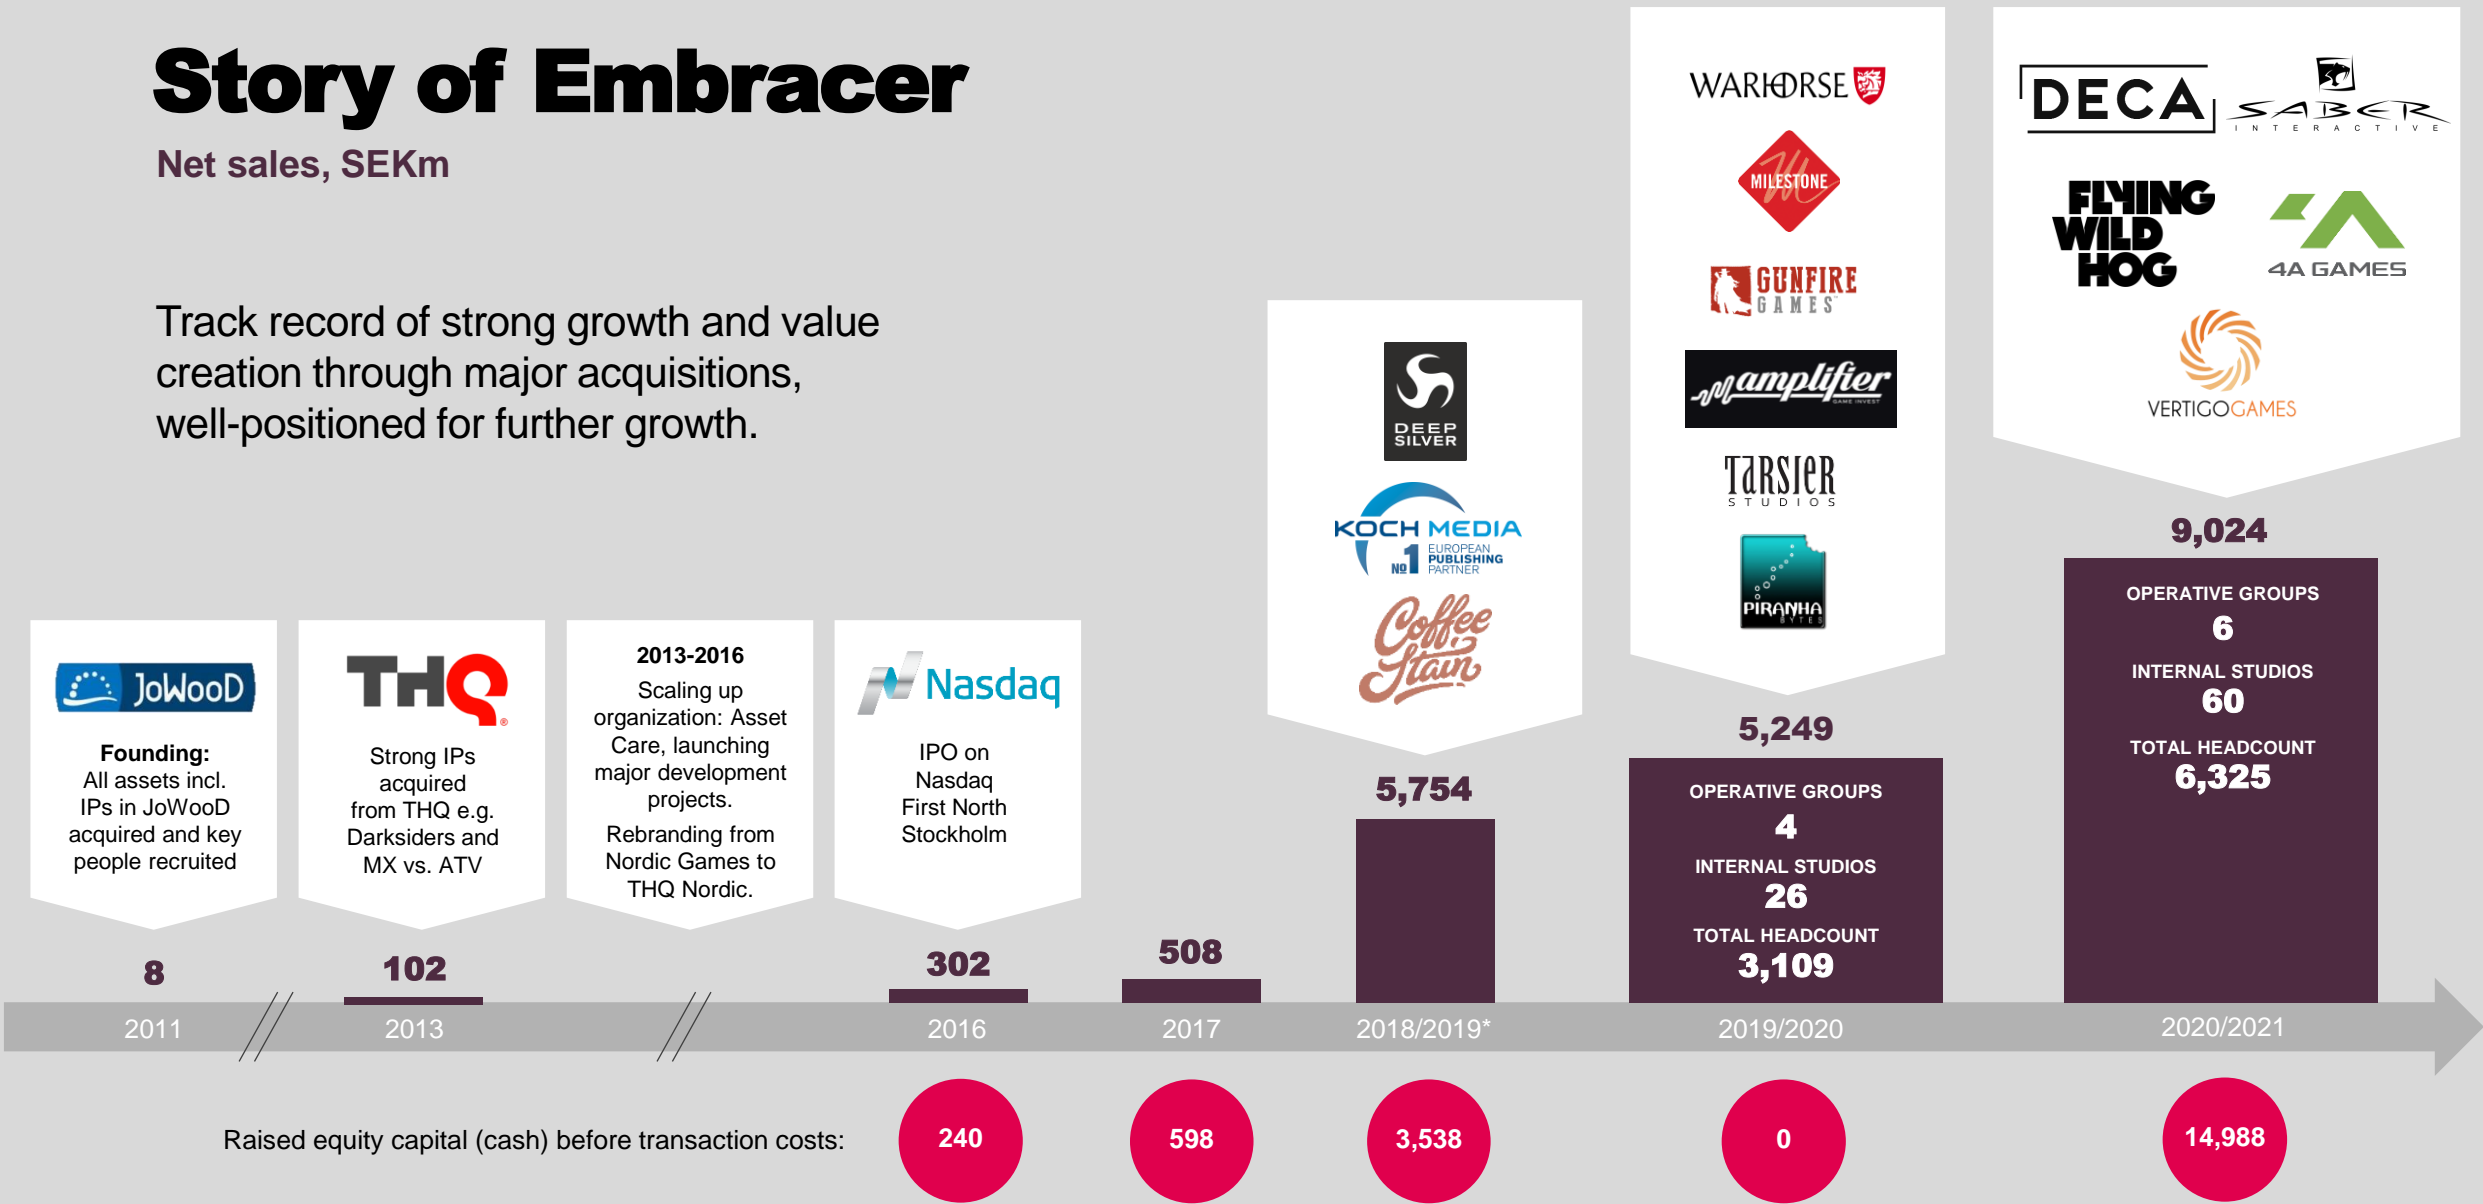 Story of Embracer
Net sales, SEKm
Track record of strong growth and value
creation through major acquisitions,
well-positioned for further growth.
JoWooD
Founding:
All assets incl.
IPs in JoWooD
acquired and key
people recruited
8
2011
THQ
®
Strong IPs
acquired
from THQ e.g.
Darksiders and
MX vs. ATV
102
2013
2013-2016
Scaling up
organization: Asset
Care, launching
major development
projects.
Rebranding from
Nordic Games to
THQ Nordic.
Nasdaq
IPO on
Nasdaq
First North
Stockholm
302
2016
508
2017
DEEP
SILVER
KOCH MEDIA
Nº1 EUROPEAN
PUBLISHING
PARTNER
Coffee
Stain
5,754
2018/2019*
WARHORSE
MILESTONE
GUNFIRE
GAMES™
amplifier
GAME INVEST
TARSIER
STUDIOS
PIRANHA
BYTES
5,249
OPERATIVE GROUPS
4
INTERNAL STUDIOS
26
TOTAL HEADCOUNT
3,109
2019/2020
DECA
SABER
INTERACTIVE
FLYING
WILD
HOG
4A GAMES
VERTIGOGAMES
9,024
OPERATIVE GROUPS
6
INTERNAL STUDIOS
60
TOTAL HEADCOUNT
6,325
2020/2021
Raised equity capital (cash) before transaction costs:
240
598
3,538
0
14,988